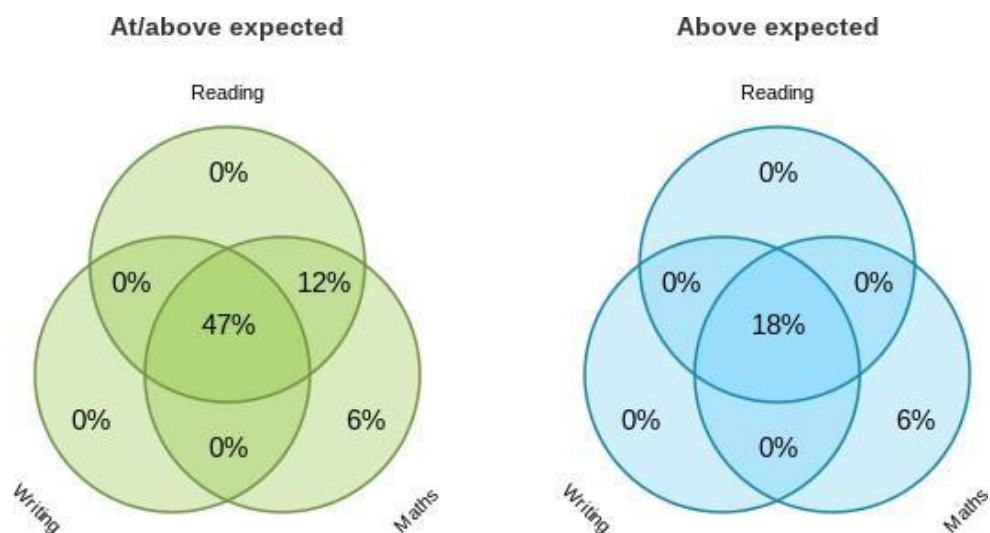 At/above expected
Reading
0%
0%
12%
47%
0%
0%
6%
Writing
Maths
Above expected
Reading
0%
0%
0%
18%
0%
0%
6%
Writing
Maths